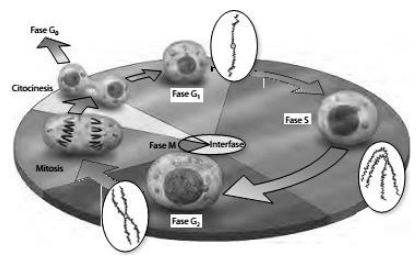 Fase G₀
Citocinesis
Fase G₁
Fase S
Fase M
Interfase
Mitosis
Fase G₂